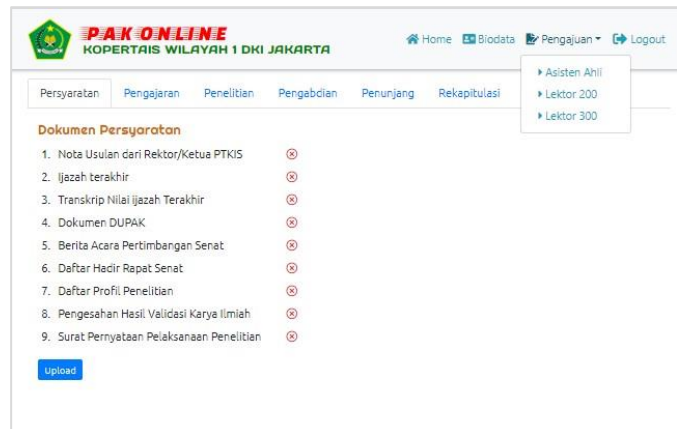 PAK ONLINE
KOPERTAIS WILAYAH 1 DKI JAKARTA
Home Biodata Pengajuan Logout
Asisten Ahli
Lektor 200
Lektor 300
Persyaratan Pengajaran Penelitian Pengabdian Penunjang Rekapitulasi
Dokumen Persyaratan
1. Nota Usulan dari Rektor/Ketua PTKIS
2. Ijazah terakhir
3. Transkrip Nilai ijazah Terakhir
4. Dokumen DUPAK
5. Berita Acara Pertimbangan Senat
6. Daftar Hadir Rapat Senat
7. Daftar Profil Penelitian
8. Pengesahan Hasil Validasi Karya Ilmiah
9. Surat Pernyataan Pelaksanaan Penelitian
Upload